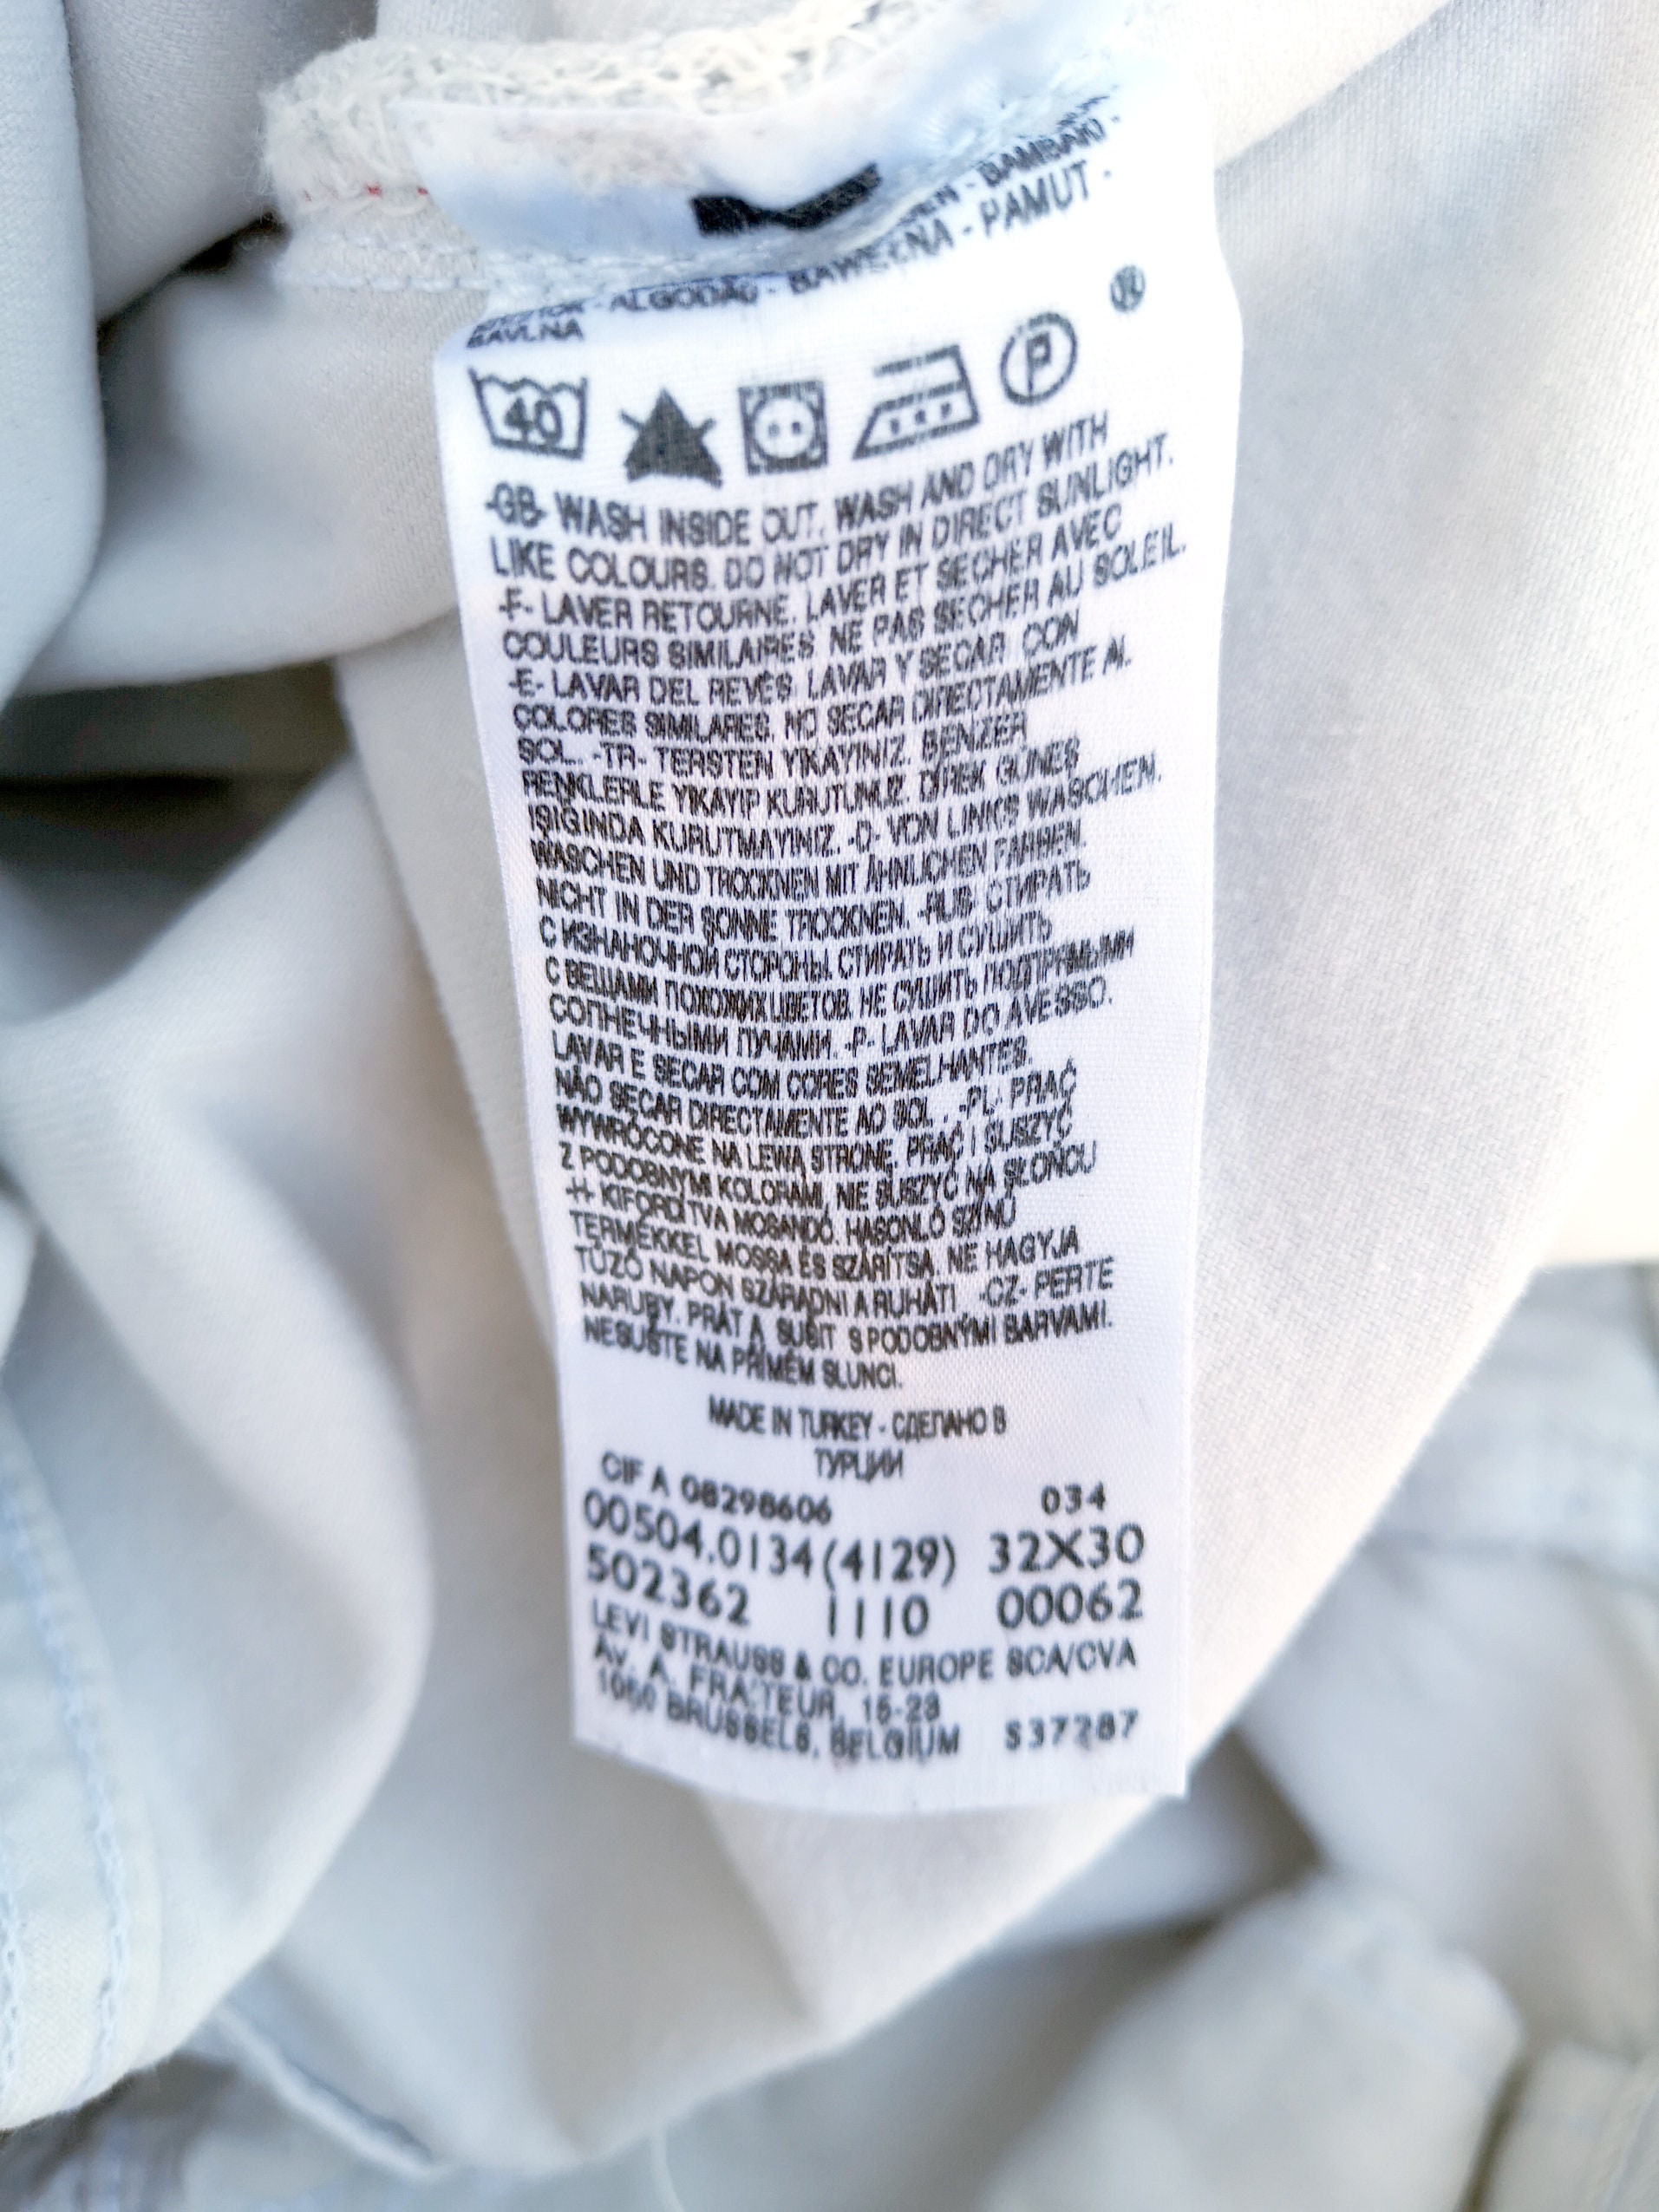 - BAMBAKI -
- ALGODÃO - BAWEŁNA - PAMUT -
BAVLNA
®
40
P
-GB- WASH INSIDE OUT. WASH AND DRY WITH
LIKE COLOURS. DO NOT DRY IN DIRECT SUNLIGHT.
-F- LAVER RETOURNE. LAVER ET SECHER AVEC
COULEURS SIMILAIRES. NE PAS SECHER AU SOLEIL.
-E- LAVAR DEL REVÉS. LAVAR Y SECAR CON
COLORES SIMILARES. NO SECAR DIRECTAMENTE AL
SOL. -TR- TERSTEN YIKAYINIZ. BENZER
RENKLERLE YIKAYIP KURUTUNUZ. DİREK GÜNEŞ
IŞIĞINDA KURUTMAYINIZ. -D- VON LINKS WASCHEN.
WASCHEN UND TROCKNEN MIT ÄHNLICHEN FARBEN.
NICHT IN DER SONNE TROCKNEN. -RUS- СТИРАТЬ
С ИЗНАНОЧНОЙ СТОРОНЫ. СТИРАТЬ И СУШИТЬ
С ВЕЩАМИ ПОХОЖИХ ЦВЕТОВ. НЕ СУШИТЬ ПОД ПРЯМЫМИ
СОЛНЕЧНЫМИ ЛУЧАМИ. -P- LAVAR DO AVESSO.
LAVAR E SECAR COM CORES SEMELHANTES.
NÃO SECAR DIRECTAMENTE AO SOL. -PL- PRAĆ
WYWRÓCONE NA LEWĄ STRONĘ. PRAĆ I SUSZYĆ
Z PODOBNYMI KOLORAMI, NIE SUSZYĆ NA SŁOŃCU
-H- KIFORDÍTVA MOSANDÓ. HASONLÓ SZÍNŰ
TERMÉKKEL MOSSA ÉS SZÁRÍTSA. NE HAGYJA
TŰZŐ NAPON SZÁRADNI A RUHÁT! -CZ- PERTE
NARUBY. PRÁT A SUŠIT S PODOBNÝMI BARVAMI.
NESUŠTE NA PŘÍMÉM SLUNCI.
MADE IN TURKEY - СДЕЛАНО В
ТУРЦИИ
CIF A 08298606 034
00504.0134(4129) 32X30
502362 1110 00062
LEVI STRAUSS & CO. EUROPE SCA/CVA
AV. A. FRAITEUR, 15-23
1050 BRUSSELS, BELGIUM S37287